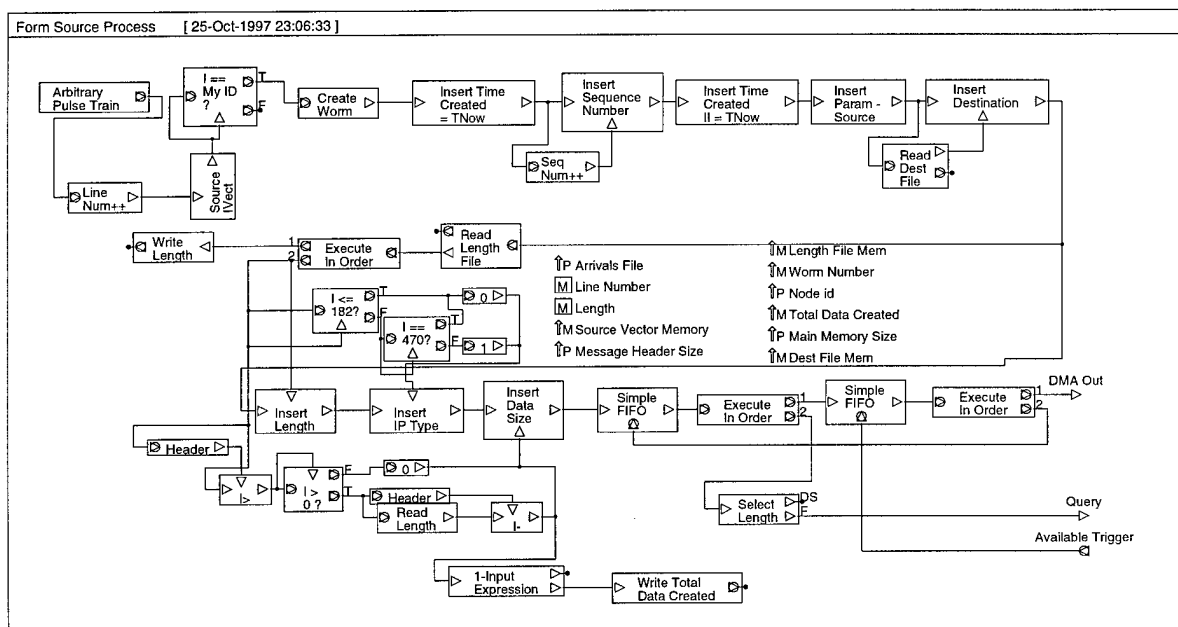 Form Source Process [ 25-Oct-1997 23:06:33 ]
Arbitrary
Pulse Train
I ==
My ID
?
T
F
Create
Worm
Insert Time
Created
= TNow
Insert
Sequence
Number
Insert Time
Created
II = TNow
Insert
Param -
Source
Insert
Destination
Seq
Num++
Read
Dest
File
Line
Num++
Source
IVect
Write
Length
1
2
Execute
In Order
Read
Length
File
⇑P Arrivals File
M Line Number
M Length
⇑M Source Vector Memory
⇑P Message Header Size
⇑M Length File Mem
⇑M Worm Number
⇑P Node id
⇑M Total Data Created
⇑P Main Memory Size
⇑M Dest File Mem
I <=
182?
T
F
0
I ==
470?
T
F
1
Insert
Length
Insert
IP Type
Insert
Data
Size
Simple
FIFO
Execute
In Order
1
2
Simple
FIFO
Execute
In Order
1
2
DMA Out
Header
I>
I >
0 ?
F
T
0
Header
Read
Length
I-
Select
Length
DS
F
Query
Available Trigger
1-Input
Expression
Write Total
Data Created